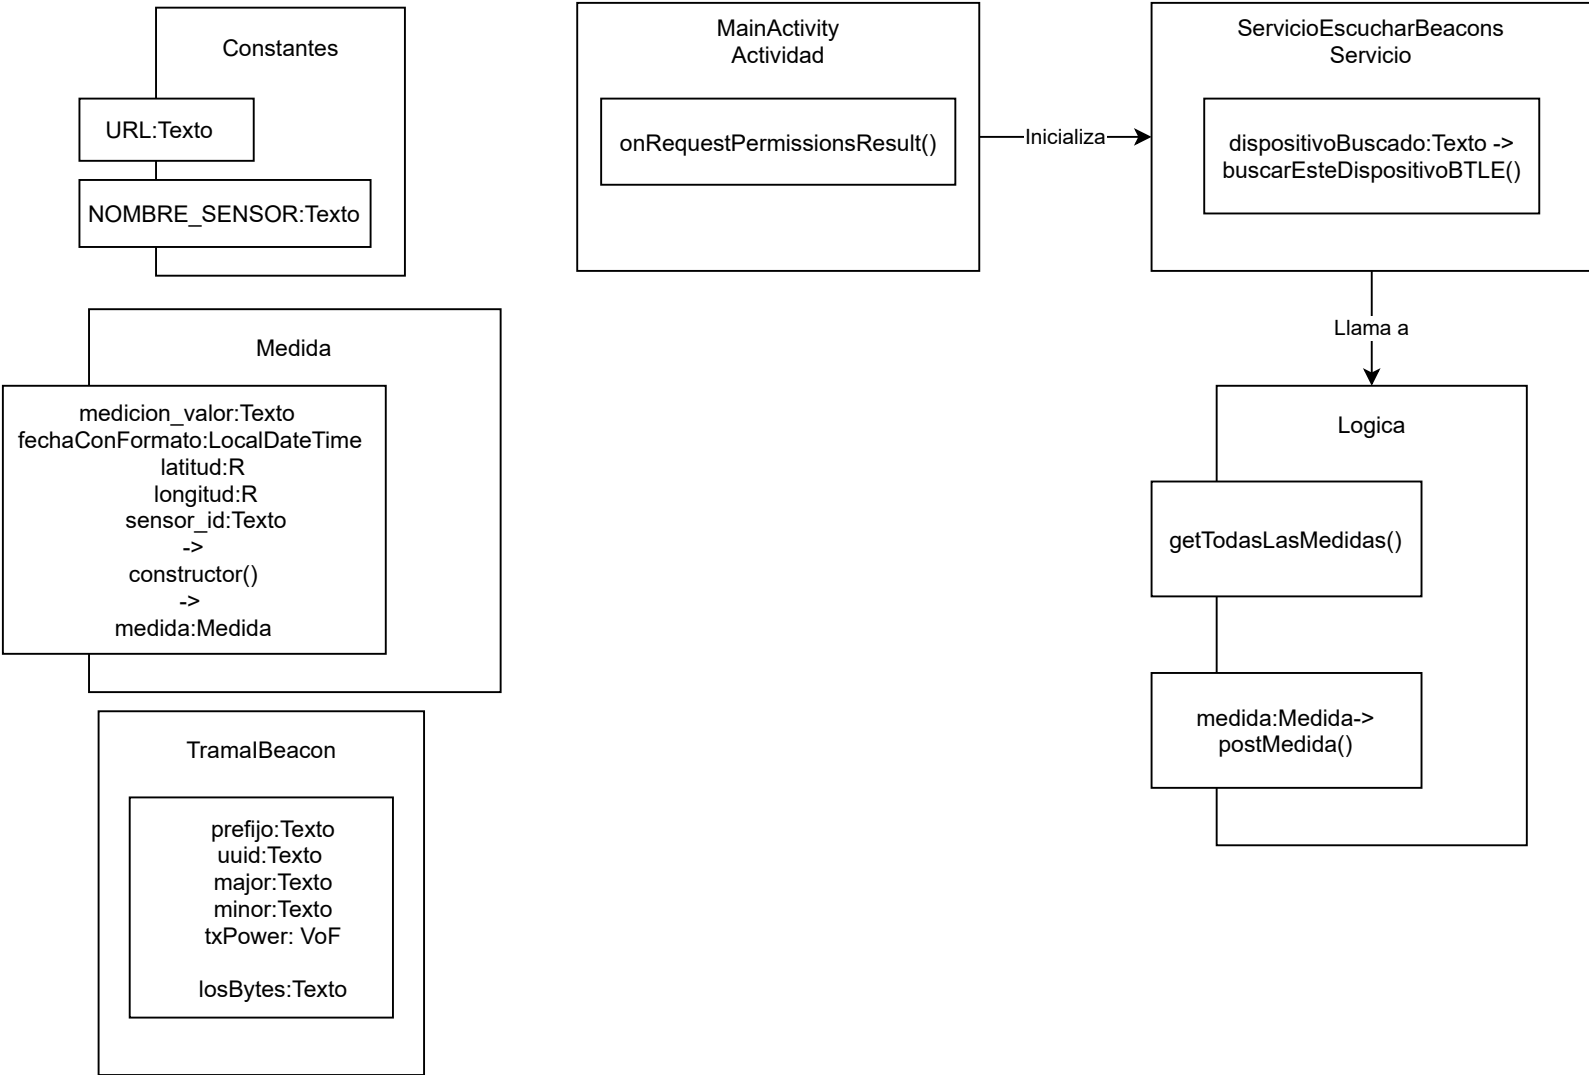 Constantes
URL:Texto
NOMBRE_SENSOR:Texto
MainActivity
Actividad
onRequestPermissionsResult()
Inicializa
ServicioEscucharBeacons
Servicio
dispositivoBuscado:Texto ->
buscarEsteDispositivoBTLE()
Llama a
Logica
getTodasLasMedidas()
medida:Medida->
postMedida()
Medida
medicion_valor:Texto
fechaConFormato:LocalDateTime
latitud:R
longitud:R
sensor_id:Texto
->
constructor()
->
medida:Medida
TramaIBeacon
prefijo:Texto
uuid:Texto
major:Texto
minor:Texto
txPower: VoF
losBytes:Texto